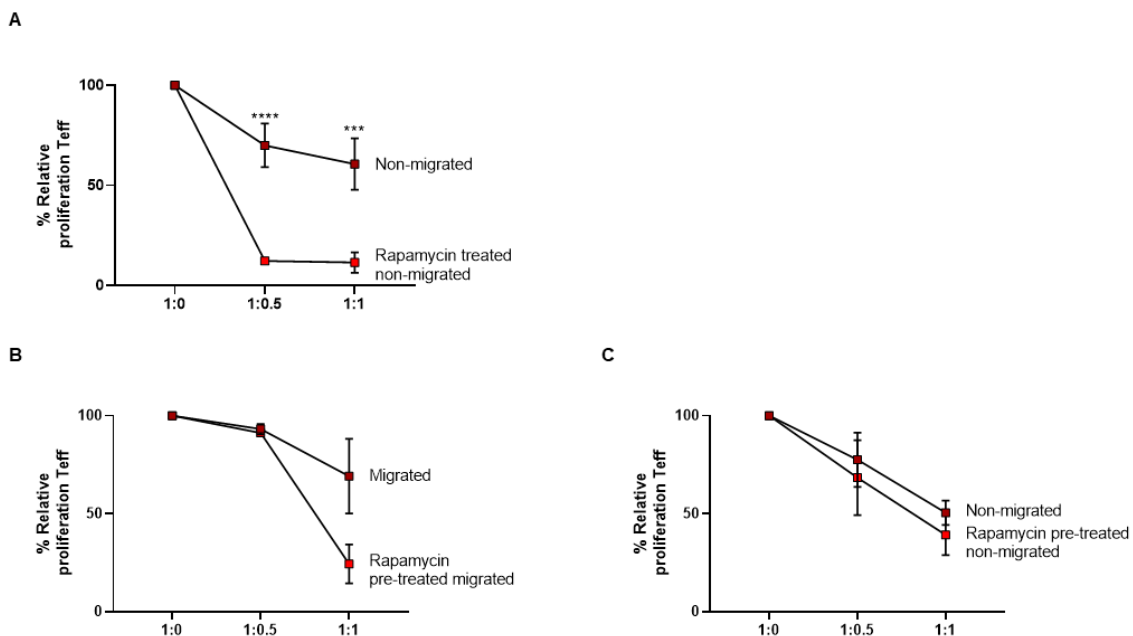 A
% Relative
proliferation Teff
100
50
0
****
***
Non-migrated
Rapamycin treated
non-migrated
1:0
1:0.5
1:1
B
% Relative
proliferation Teff
100
50
0
Migrated
Rapamycin
pre-treated migrated
1:0
1:0.5
1:1
C
% Relative
proliferation Teff
100
50
0
Non-migrated
Rapamycin pre-treated
non-migrated
1:0
1:0.5
1:1